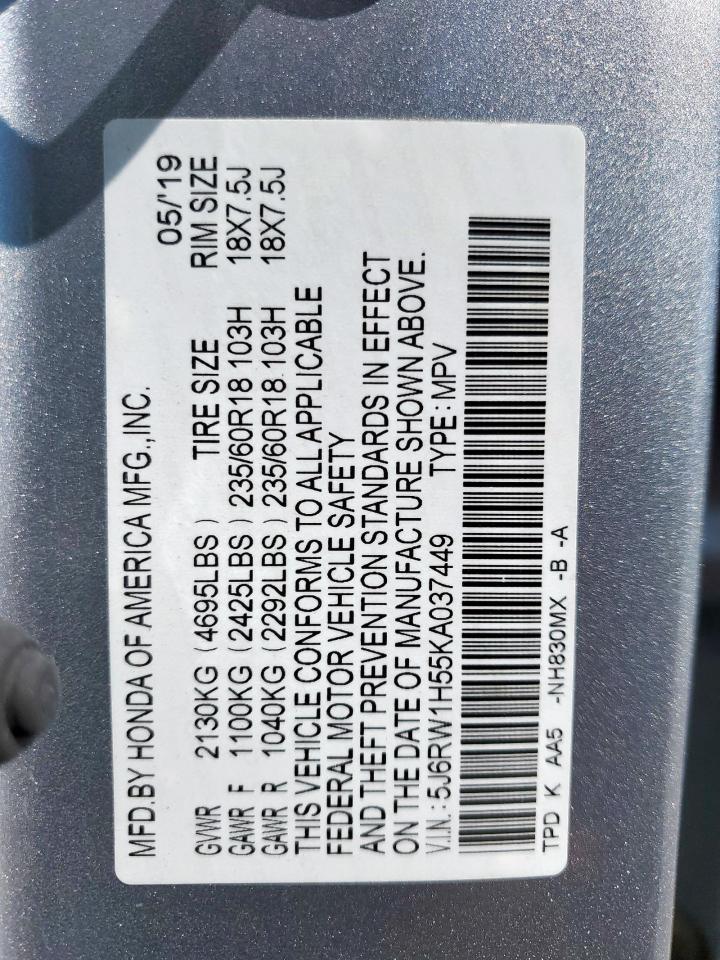 MFD.BY HONDA OF AMERICA MFG.,INC. 05/'19
GVWR 2130KG (4695LBS) TIRE SIZE RIM SIZE
GAWR F 1100KG (2425LBS) 235/60R18 103H 18X7.5J
GAWR R 1040KG (2292LBS) 235/60R18 103H 18X7.5J
THIS VEHICLE CONFORMS TO ALL APPLICABLE
FEDERAL MOTOR VEHICLE SAFETY
AND THEFT PREVENTION STANDARDS IN EFFECT
ON THE DATE OF MANUFACTURE SHOWN ABOVE.
V.I.N.: 5J6RW1H55KA037449 TYPE: MPV
TPD K AA5 -NH830MX -B -A